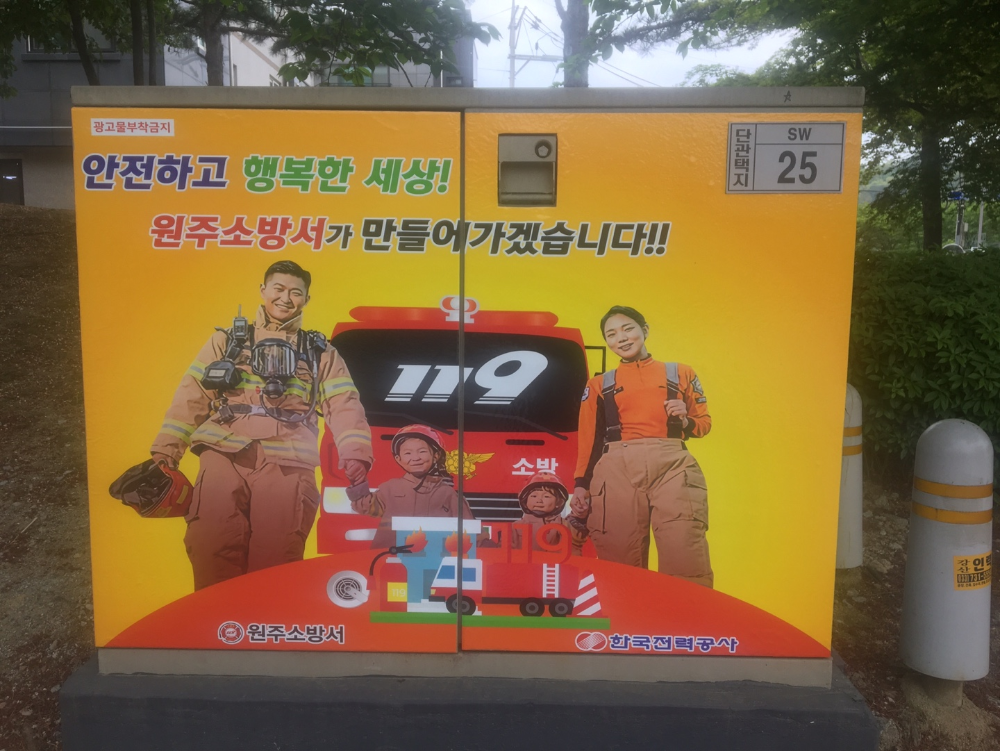 광고물부착금지
안전하고 행복한 세상!
원주소방서가 만들어가겠습니다!!
단관택지
SW
25
119
소방
119
원주소방서
한국전력공사